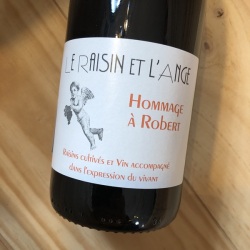 Le Raisin et l'Ange
Hommage
à Robert
Raisins cultivés et Vin accompagné
dans l'expression du vivant